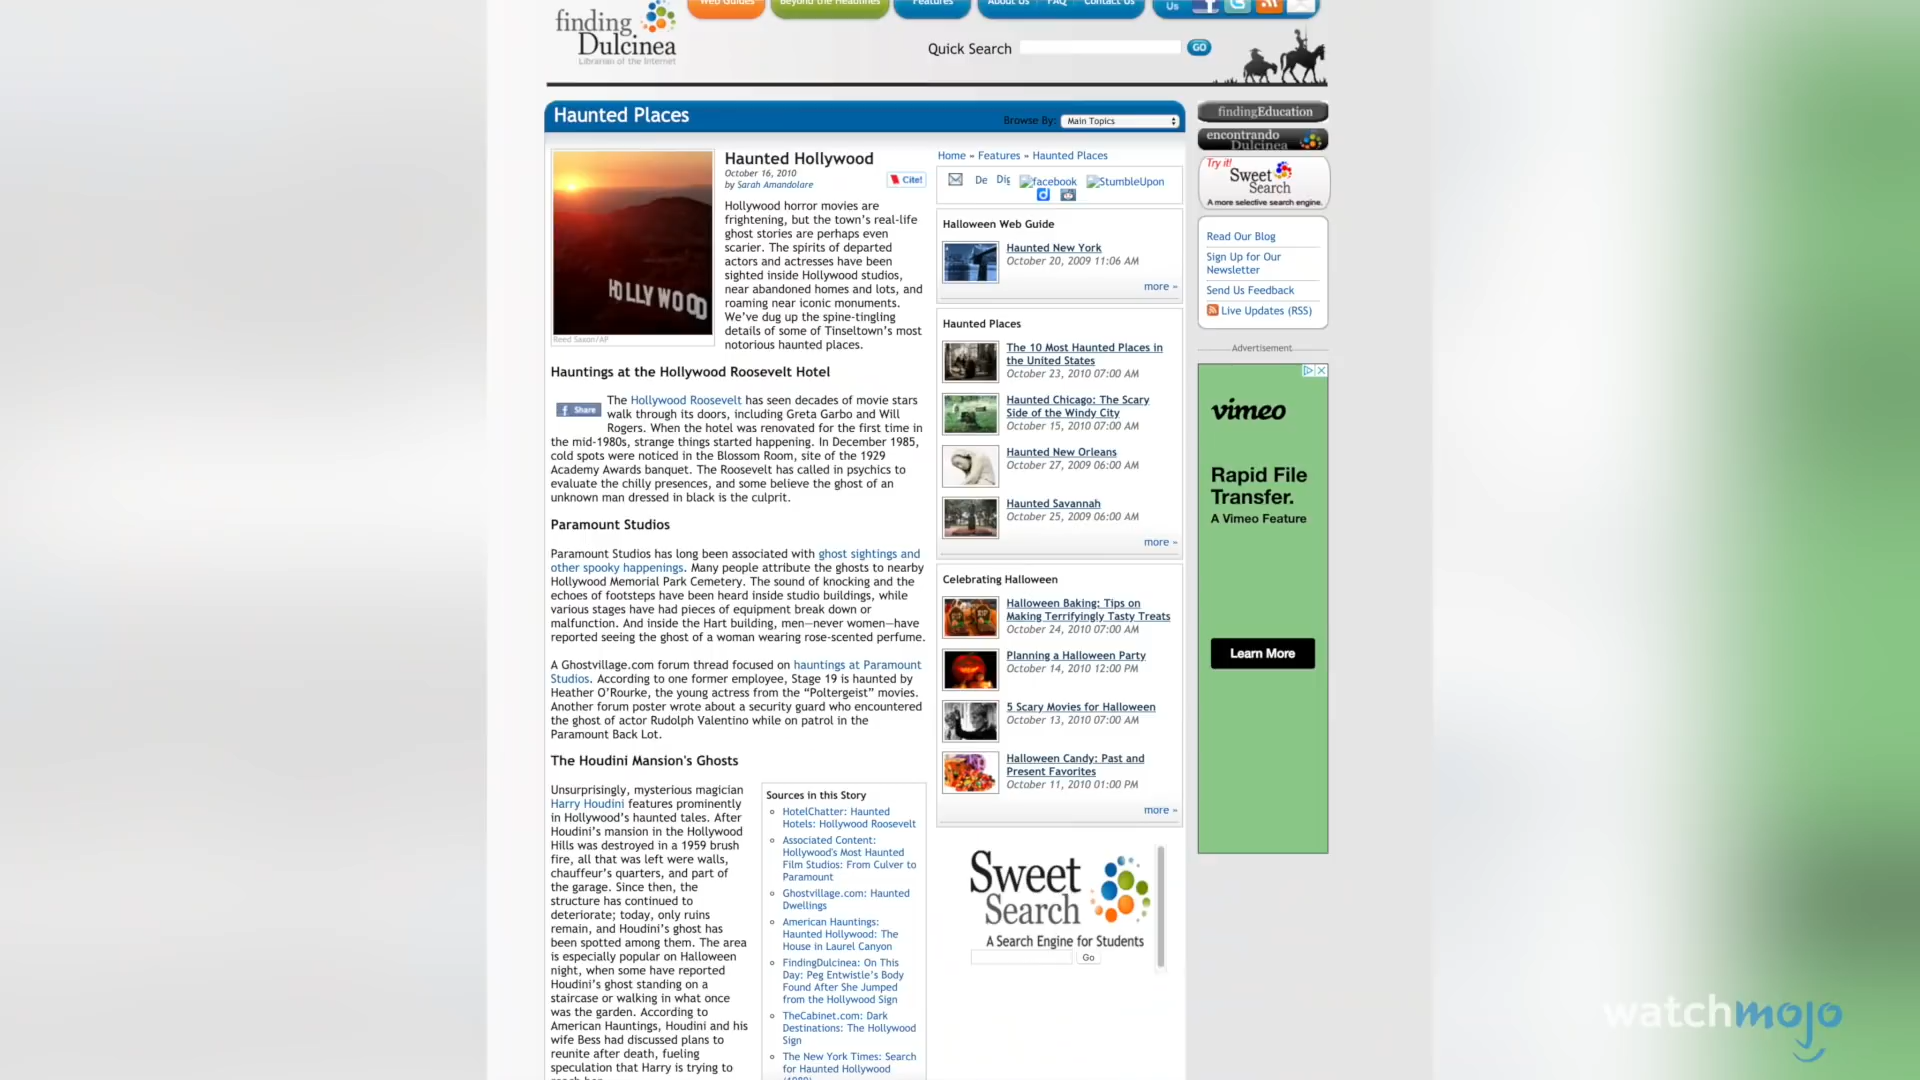 Web Guides
Beyond the Headlines
Features
About Us
FAQ
Contact Us
Us
finding
Dulcinea
Librarian of the Internet
Quick Search
GO
Haunted Places
Browse By:
Main Topics
Haunted Hollywood
October 16, 2010
by Sarah Amandolare
Cite!
Hollywood horror movies are
frightening, but the town's real-life
ghost stories are perhaps even
scarier. The spirits of departed
actors and actresses have been
sighted inside Hollywood studios,
near abandoned homes and lots, and
roaming near iconic monuments.
We've dug up the spine-tingling
details of some of Tinseltown's most
notorious haunted places.
HOLLYWOOD
Reed Saxon/AP
Hauntings at the Hollywood Roosevelt Hotel
Share
The Hollywood Roosevelt has seen decades of movie stars
walk through its doors, including Greta Garbo and Will
Rogers. When the hotel was renovated for the first time in
the mid-1980s, strange things started happening. In December 1985,
cold spots were noticed in the Blossom Room, site of the 1929
Academy Awards banquet. The Roosevelt has called in psychics to
evaluate the chilly presences, and some believe the ghost of an
unknown man dressed in black is the culprit.
Paramount Studios
Paramount Studios has long been associated with ghost sightings and
other spooky happenings. Many people attribute the ghosts to nearby
Hollywood Memorial Park Cemetery. The sound of knocking and the
echoes of footsteps have been heard inside studio buildings, while
various stages have had pieces of equipment break down or
malfunction. And inside the Hart building, men—never women—have
reported seeing the ghost of a woman wearing rose-scented perfume.
A Ghostvillage.com forum thread focused on hauntings at Paramount
Studios. According to one former employee, Stage 19 is haunted by
Heather O'Rourke, the young actress from the "Poltergeist" movies.
Another forum poster wrote about a security guard who encountered
the ghost of actor Rudolph Valentino while on patrol in the
Paramount Back Lot.
The Houdini Mansion's Ghosts
Unsurprisingly, mysterious magician
Harry Houdini features prominently
in Hollywood's haunted tales. After
Houdini's mansion in the Hollywood
Hills was destroyed in a 1959 brush
fire, all that was left were walls,
chauffeur's quarters, and part of
the garage. Since then, the
structure has continued to
deteriorate; today, only ruins
remain, and Houdini's ghost has
been spotted among them. The area
is especially popular on Halloween
night, when some have reported
Houdini's ghost standing on a
staircase or walking in what once
was the garden. According to
American Hauntings, Houdini and his
wife Bess had discussed plans to
reunite after death, fueling
speculation that Harry is trying to
Sources in this Story
HotelChatter: Haunted
Hotels: Hollywood Roosevelt
Associated Content:
Hollywood's Most Haunted
Film Studios: From Culver to
Paramount
Ghostvillage.com: Haunted
Dwellings
American Hauntings:
Haunted Hollywood: The
House in Laurel Canyon
FindingDulcinea: On This
Day: Peg Entwistle's Body
Found After She Jumped
from the Hollywood Sign
TheCabinet.com: Dark
Destinations: The Hollywood
Sign
The New York Times: Search
for Haunted Hollywood
Home » Features » Haunted Places
De
Dig
facebook
StumbleUpon
Halloween Web Guide
Haunted New York
October 20, 2009 11:06 AM
more »
Haunted Places
The 10 Most Haunted Places in
the United States
October 23, 2010 07:00 AM
Haunted Chicago: The Scary
Side of the Windy City
October 15, 2010 07:00 AM
Haunted New Orleans
October 27, 2009 06:00 AM
Haunted Savannah
October 25, 2009 06:00 AM
more »
Celebrating Halloween
Halloween Baking: Tips on
Making Terrifyingly Tasty Treats
October 24, 2010 07:00 AM
Planning a Halloween Party
October 14, 2010 12:00 PM
5 Scary Movies for Halloween
October 13, 2010 07:00 AM
Halloween Candy: Past and
Present Favorites
October 11, 2010 01:00 PM
more »
Sweet
Search
A Search Engine for Students
Go
findingEducation
encontrando
Dulcinea
Try it!
Sweet
Search
A more selective search engine.
Read Our Blog
Sign Up for Our
Newsletter
Send Us Feedback
Live Updates (RSS)
Advertisement
vimeo
Rapid File
Transfer.
A Vimeo Feature
Learn More
watchmojo